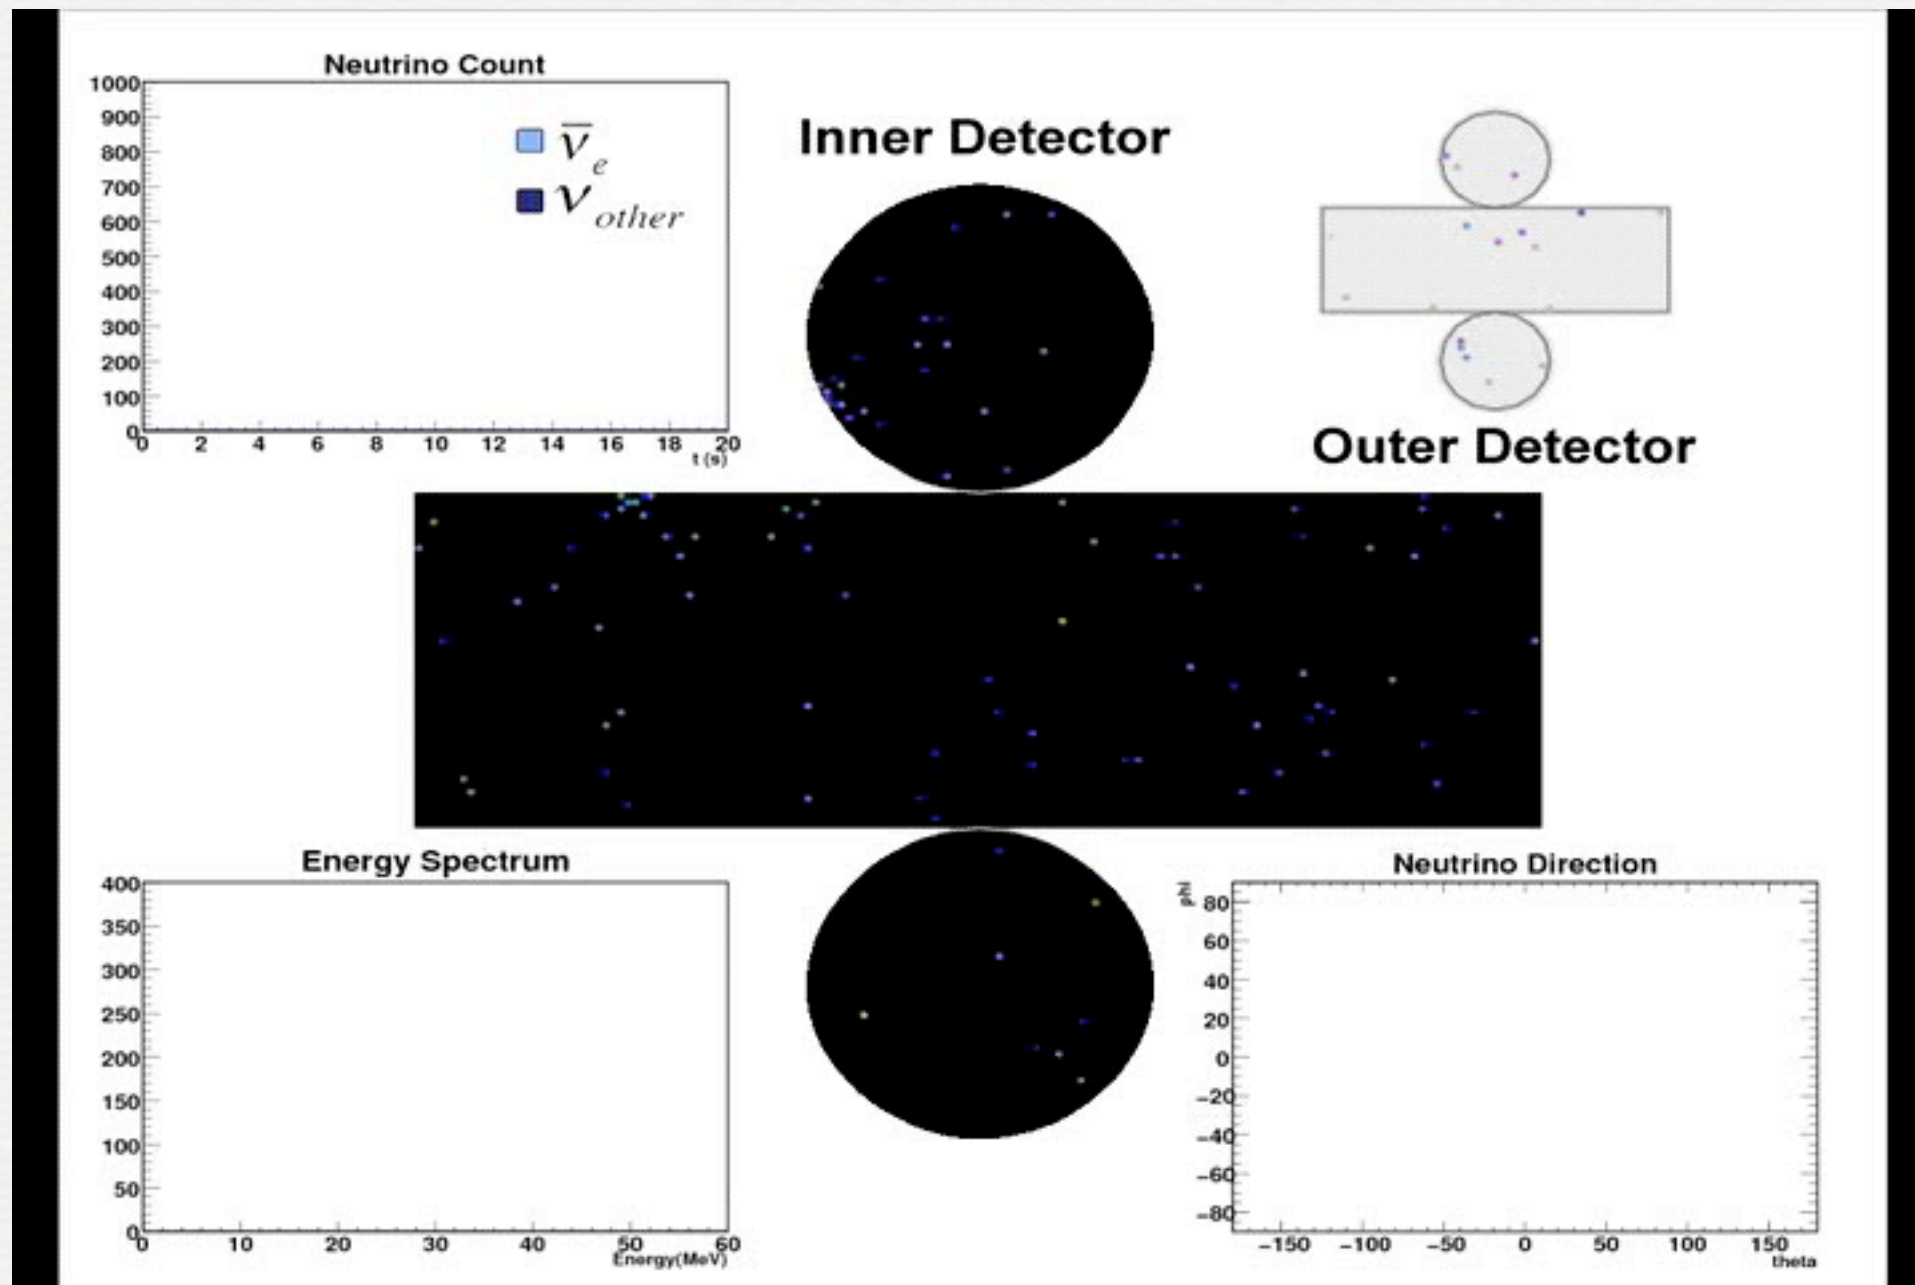 Neutrino Count
1000
900
800
700
600
500
400
300
200
100
0
0 2 4 6 8 10 12 14 16 18 20
t (s)
ν̅e
νother
Inner Detector
Outer Detector
Energy Spectrum
400
350
300
250
200
150
100
50
0
0 10 20 30 40 50 60
Energy(MeV)
Neutrino Direction
phi
80
60
40
20
0
−20
−40
−60
−80
−150 −100 −50 0 50 100 150
theta